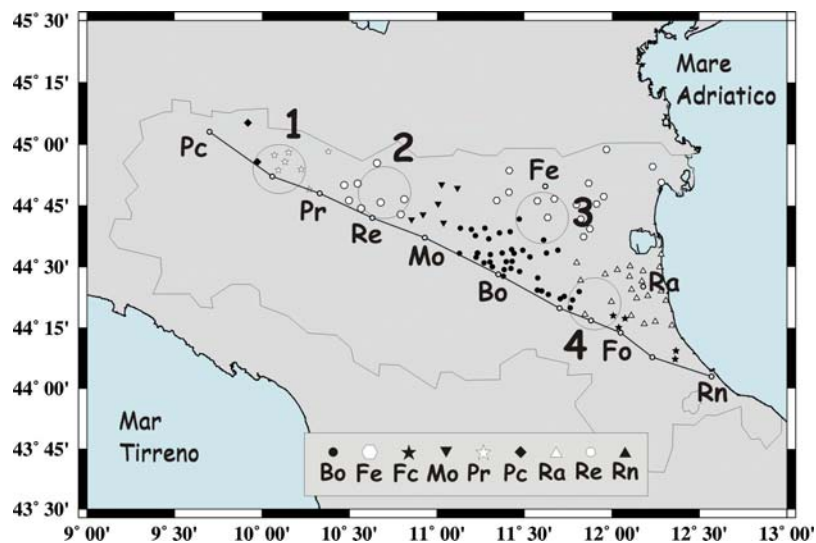 45° 30'
45° 15'
45° 00'
44° 45'
44° 30'
44° 15'
44° 00'
43° 45'
43° 30'
Mare
Adriatico
1
Pc
2
Fe
Pr
3
Re
Mo
Ra
Bo
4
Fo
Rn
Mar
Tirreno
Bo Fe Fc Mo Pr Pc Ra Re Rn
9° 00' 9° 30' 10° 00' 10° 30' 11° 00' 11° 30' 12° 00' 12° 30' 13° 00'